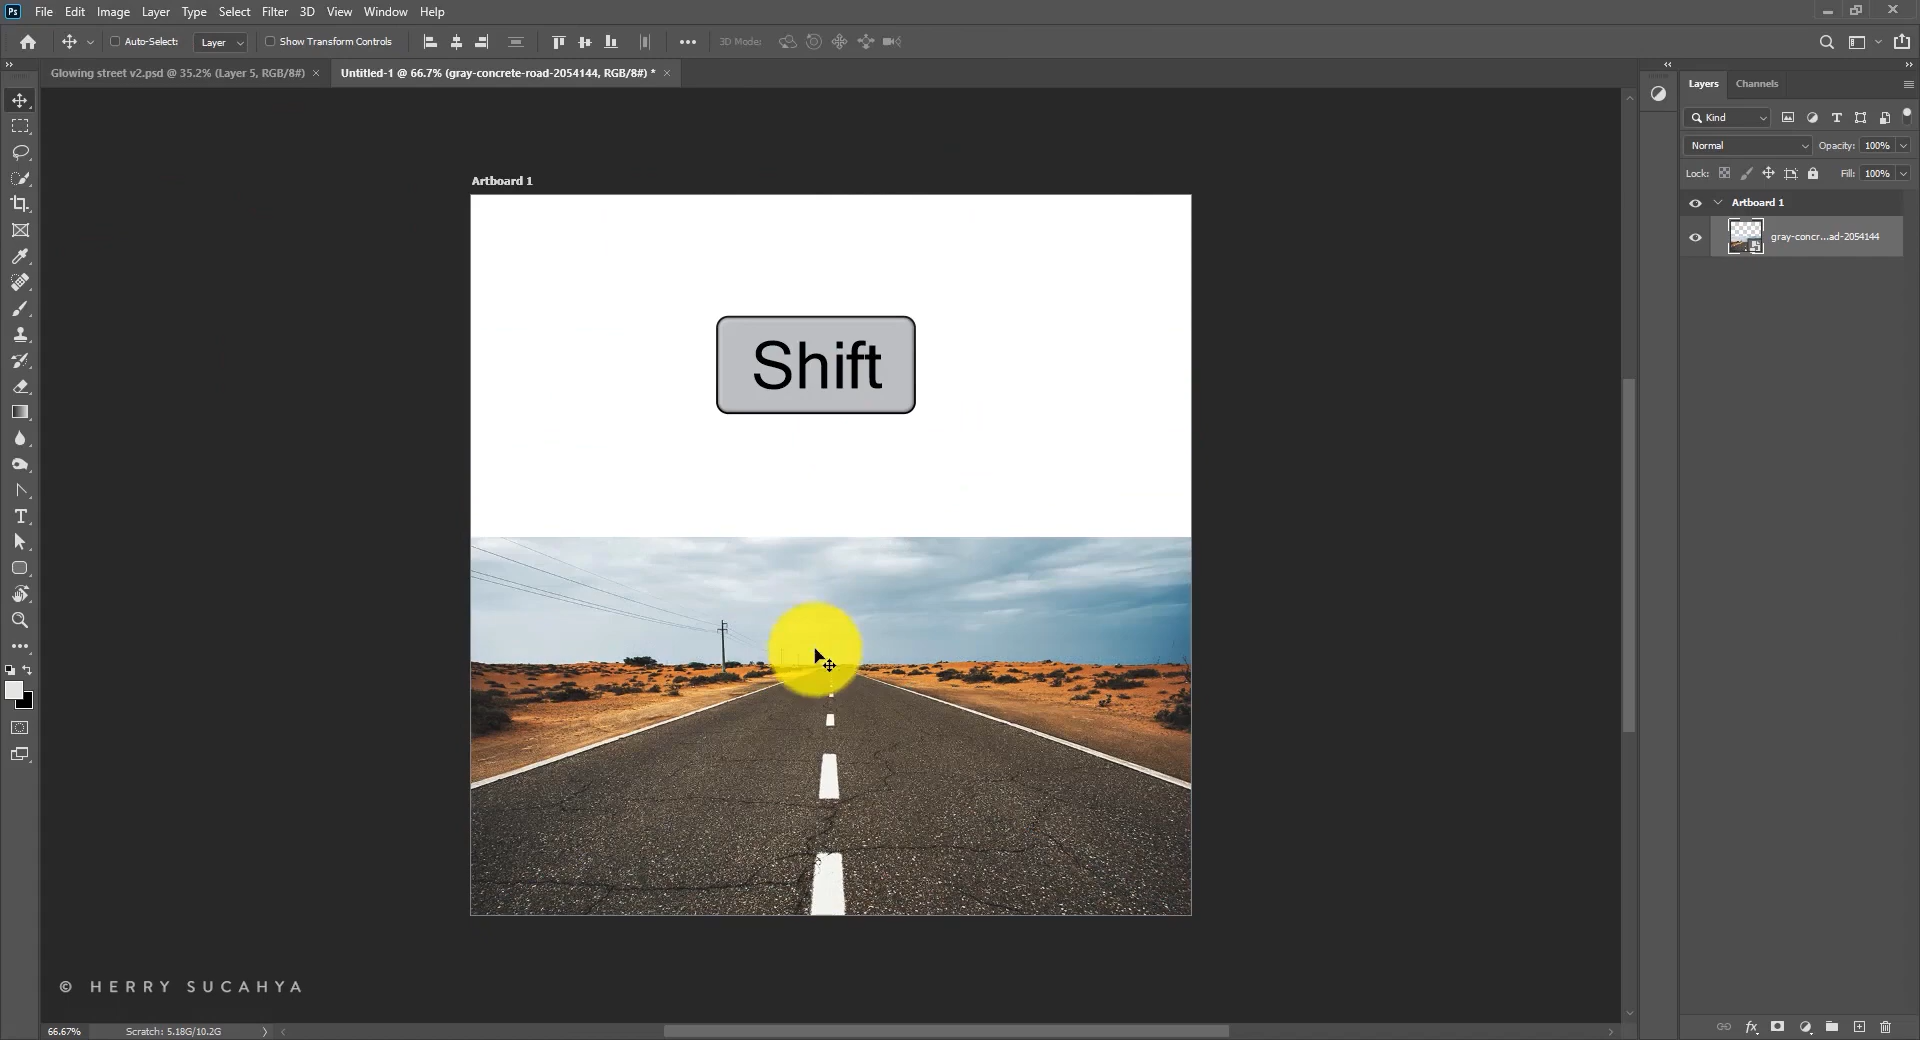 Ps File Edit Image Layer Type Select Filter 3D View Window Help
Auto-Select: Layer Show Transform Controls 3D Mode:
Glowing street v2.psd @ 35.2% (Layer 5, RGB/8#) × Untitled-1 @ 66.7% (gray-concrete-road-2054144, RGB/8#) * ×
Layers Channels
Kind
Normal Opacity: 100%
Lock: Fill: 100%
Artboard 1
Artboard 1
gray-concr...ad-2054144
Shift
© HERRY SUCAHYA
66.67% Scratch: 5.18G/10.2G